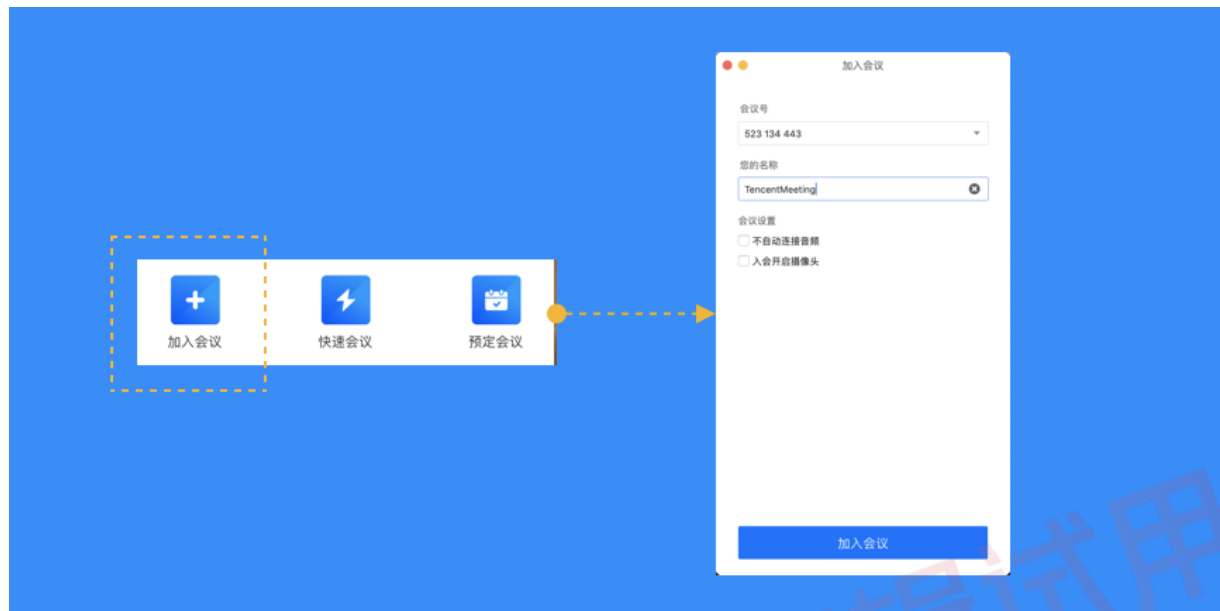 加入会议
快速会议
预定会议
加入会议
会议号
523 134 443
您的名称
TencentMeeting
会议设置
不自动连接音频
入会开启摄像头
加入会议
试用